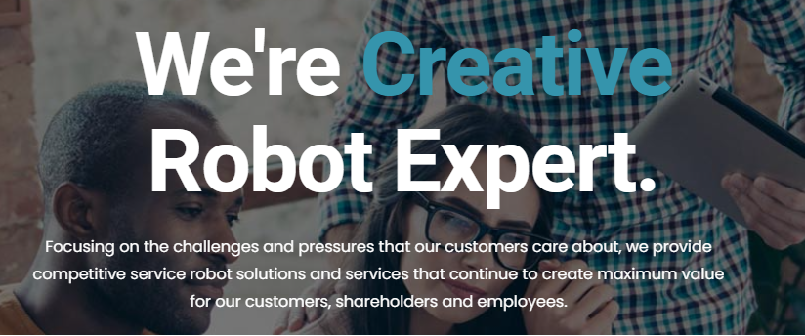 We're Creative
Robot Expert.
Focusing on the challenges and pressures that our customers care about, we provide
competitive service robot solutions and services that continue to create maximum value
for our customers, shareholders and employees.